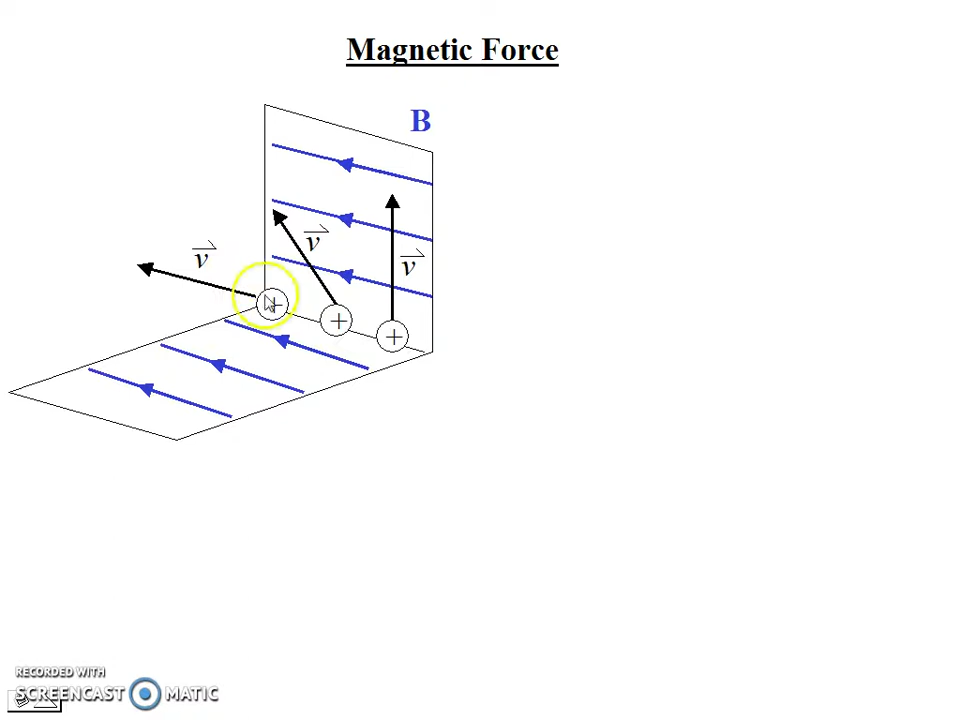 Magnetic Force
B
v
v
v
+
+
+
RECORDED WITH
SCREENCAST MATIC